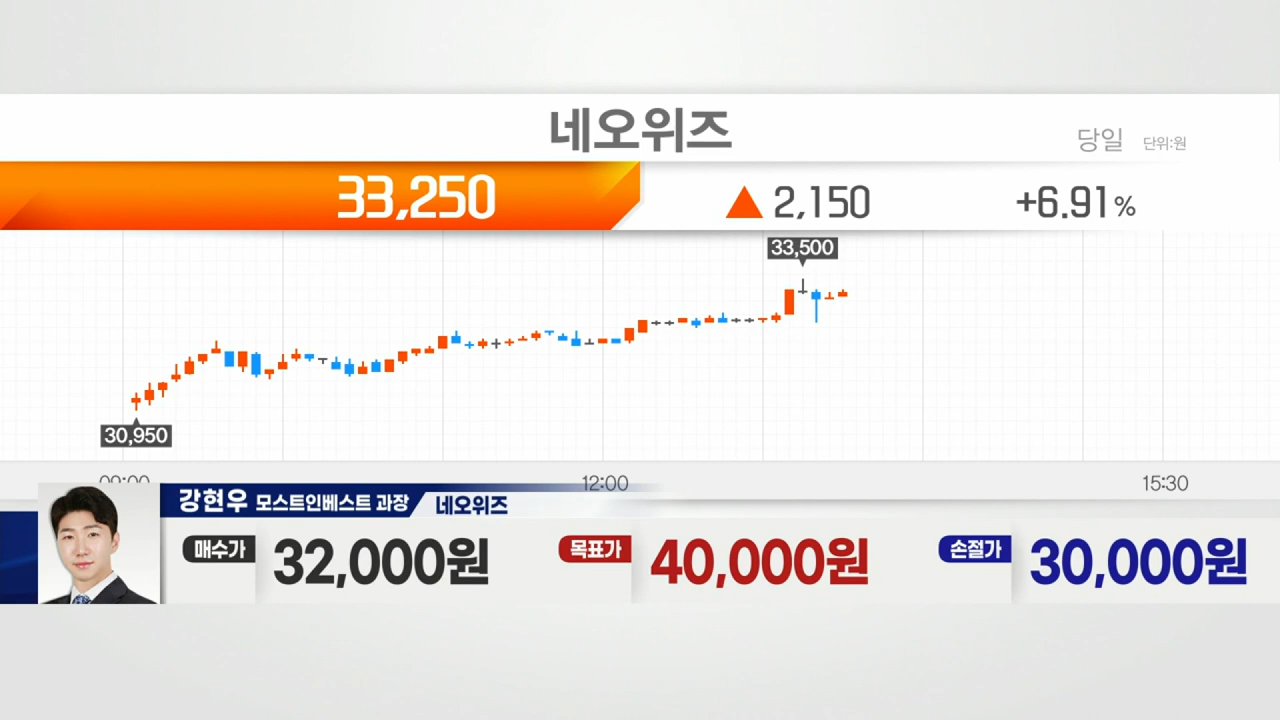 네오위즈
당일 단위:원
33,250 ▲ 2,150 +6.91%
33,500
30,950
09:00 12:00 15:30
강현우 모스트인베스트 과장 네오위즈
매수가 32,000원 목표가 40,000원 손절가 30,000원